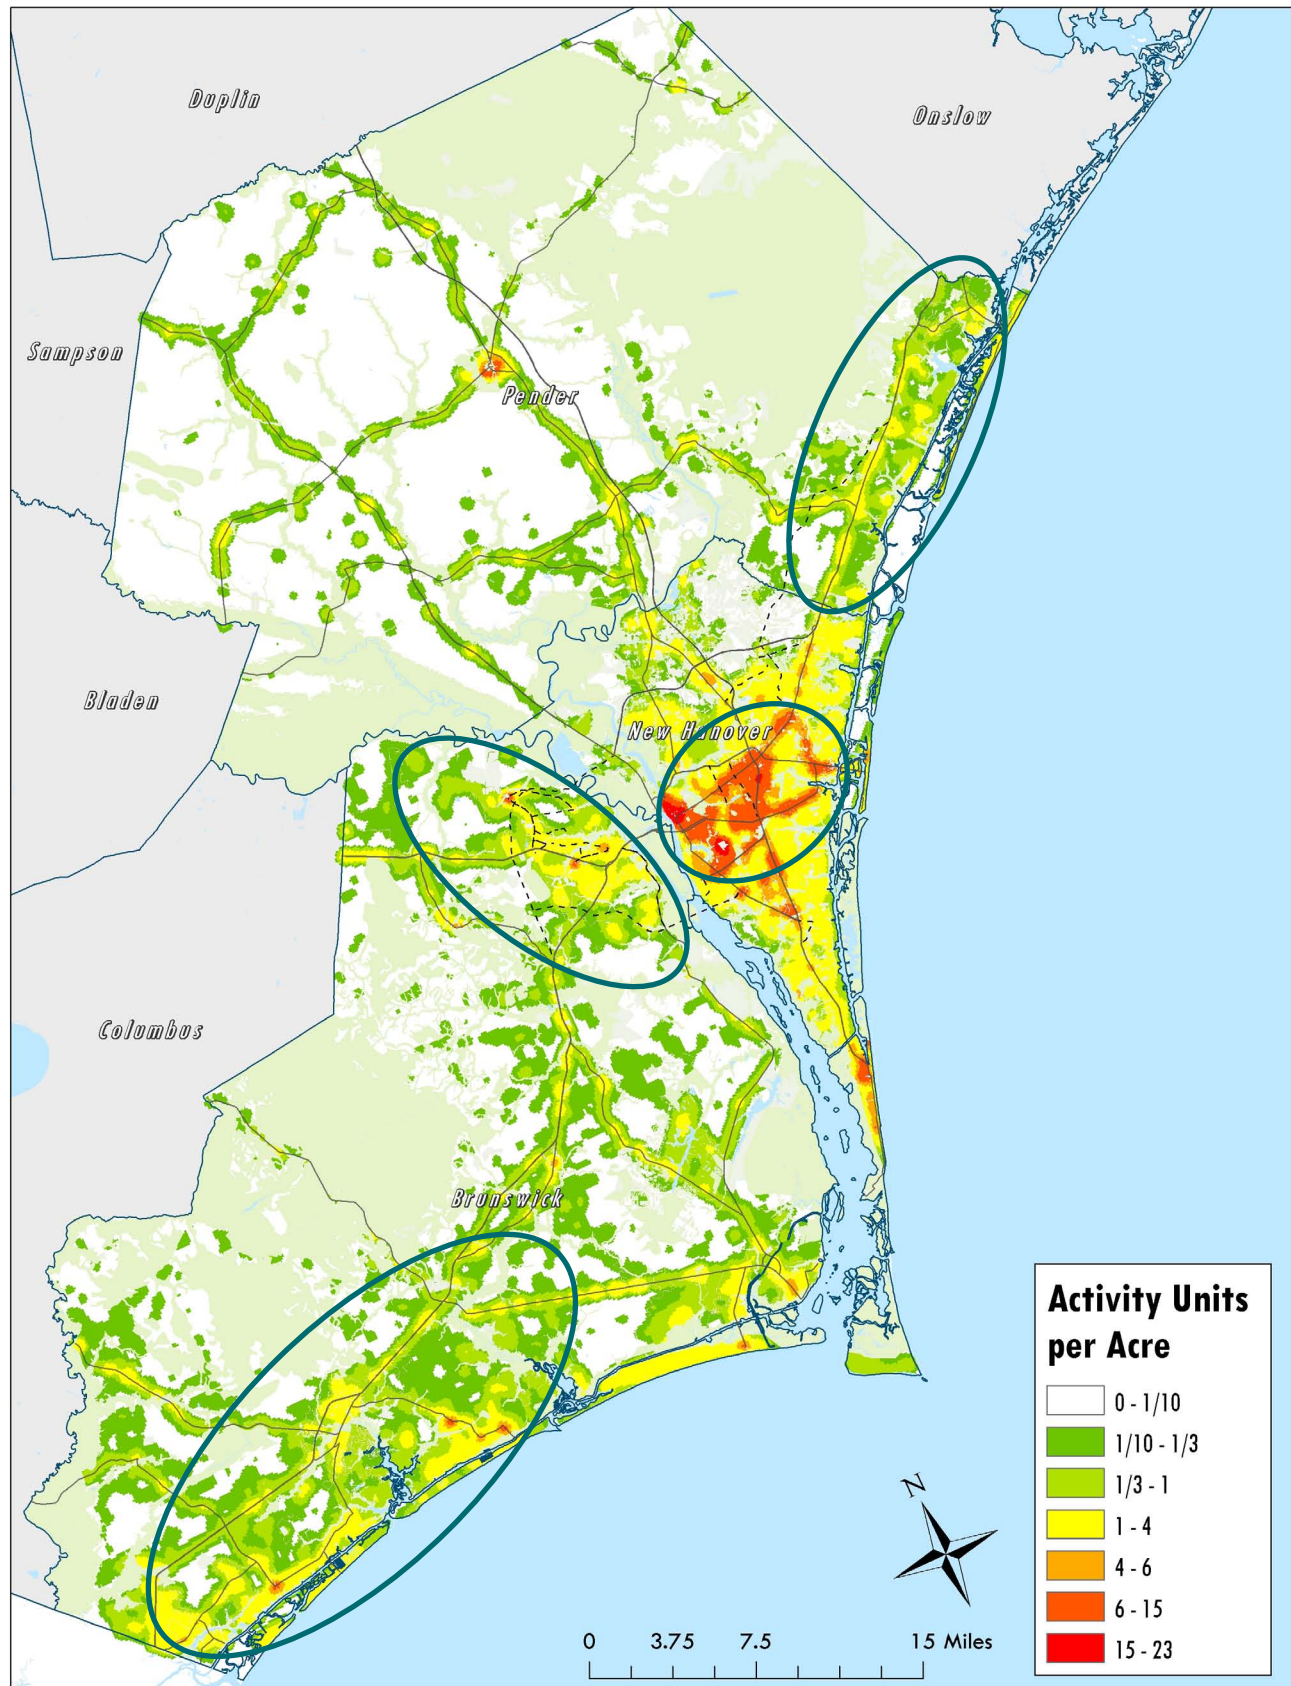 Duplin
Onslow
Sampson
Pender
Bladen
New Hanover
Columbus
Brunswick
Activity Units
per Acre
0 - 1/10
1/10 - 1/3
1/3 - 1
1 - 4
4 - 6
6 - 15
15 - 23
N
0 3.75 7.5 15 Miles